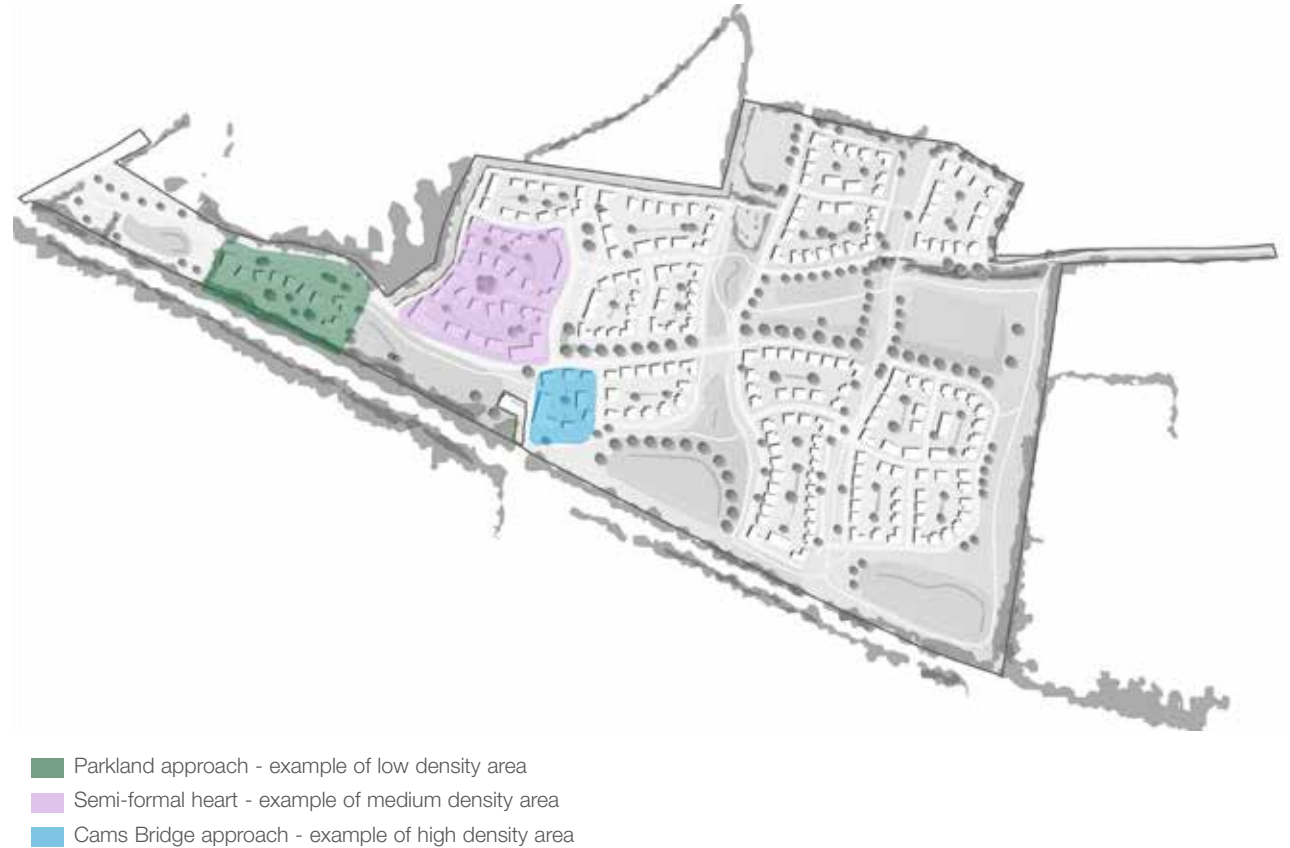 Parkland approach - example of low density area
Semi-formal heart - example of medium density area
Cams Bridge approach - example of high density area